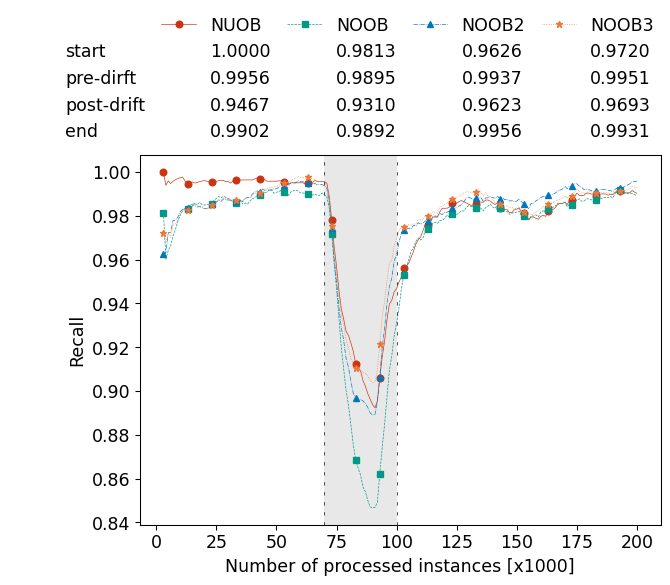 NUOB NOOB NOOB2 NOOB3
start 1.0000 0.9813 0.9626 0.9720
pre-dirft 0.9956 0.9895 0.9937 0.9951
post-drift 0.9467 0.9310 0.9623 0.9693
end 0.9902 0.9892 0.9956 0.9931
1.00
0.98
0.96
0.94
0.92
0.90
0.88
0.86
0.84
Recall
0 25 50 75 100 125 150 175 200
Number of processed instances [x1000]